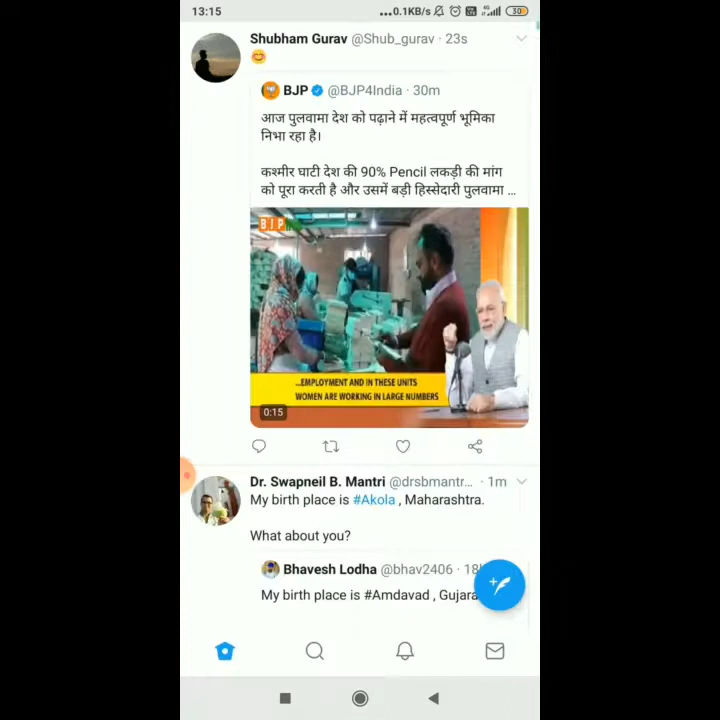 13:15
...0.1KB/s
30
Shubham Gurav @Shub_gurav · 23s
BJP @BJP4India · 30m
आज पुलवामा देश को पढ़ाने में महत्वपूर्ण भूमिका
निभा रहा है।
कश्मीर घाटी देश की 90% Pencil लकड़ी की मांग
को पूरा करती है और उसमें बड़ी हिस्सेदारी पुलवामा ...
BJP
...EMPLOYMENT AND IN THESE UNITS
WOMEN ARE WORKING IN LARGE NUMBERS
0:15
Dr. Swapneil B. Mantri @drsbmantr... · 1m
My birth place is #Akola , Maharashtra.
What about you?
Bhavesh Lodha @bhav2406 · 18
My birth place is #Amdavad , Gujara